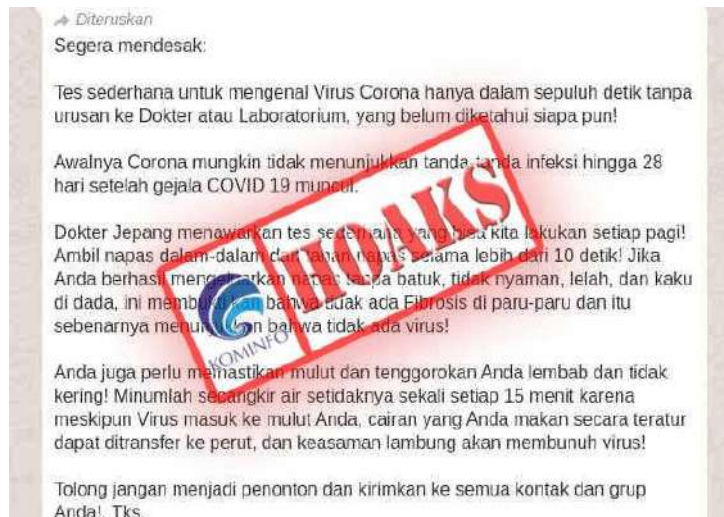 Diteruskan
Segera mendesak:
Tes sederhana untuk mengenal Virus Corona hanya dalam sepuluh detik tanpa
urusan ke Dokter atau Laboratorium, yang belum diketahui siapa pun!
Awalnya Corona mungkin tidak menunjukkan tanda tanda infeksi hingga 28
hari setelah gejala COVID 19 muncul.
Dokter Jepang menawarkan tes sederhana yang bisa kita lakukan setiap pagi!
Ambil napas dalam-dalam dan tahan napas selama lebih dari 10 detik! Jika
Anda berhasil mengeluarkan napas tanpa batuk, tidak nyaman, lelah, dan kaku
di dada, ini membuktikan bahwa tidak ada Fibrosis di paru-paru dan itu
sebenarnya menunjukkan bahwa tidak ada virus!
HOAKS
KOMINFO
Anda juga perlu memastikan mulut dan tenggorokan Anda lembab dan tidak
kering! Minumlah secangkir air setidaknya sekali setiap 15 menit karena
meskipun Virus masuk ke mulut Anda, cairan yang Anda makan secara teratur
dapat ditransfer ke perut, dan keasaman lambung akan membunuh virus!
Tolong jangan menjadi penonton dan kirimkan ke semua kontak dan grup
Anda!. Tks.